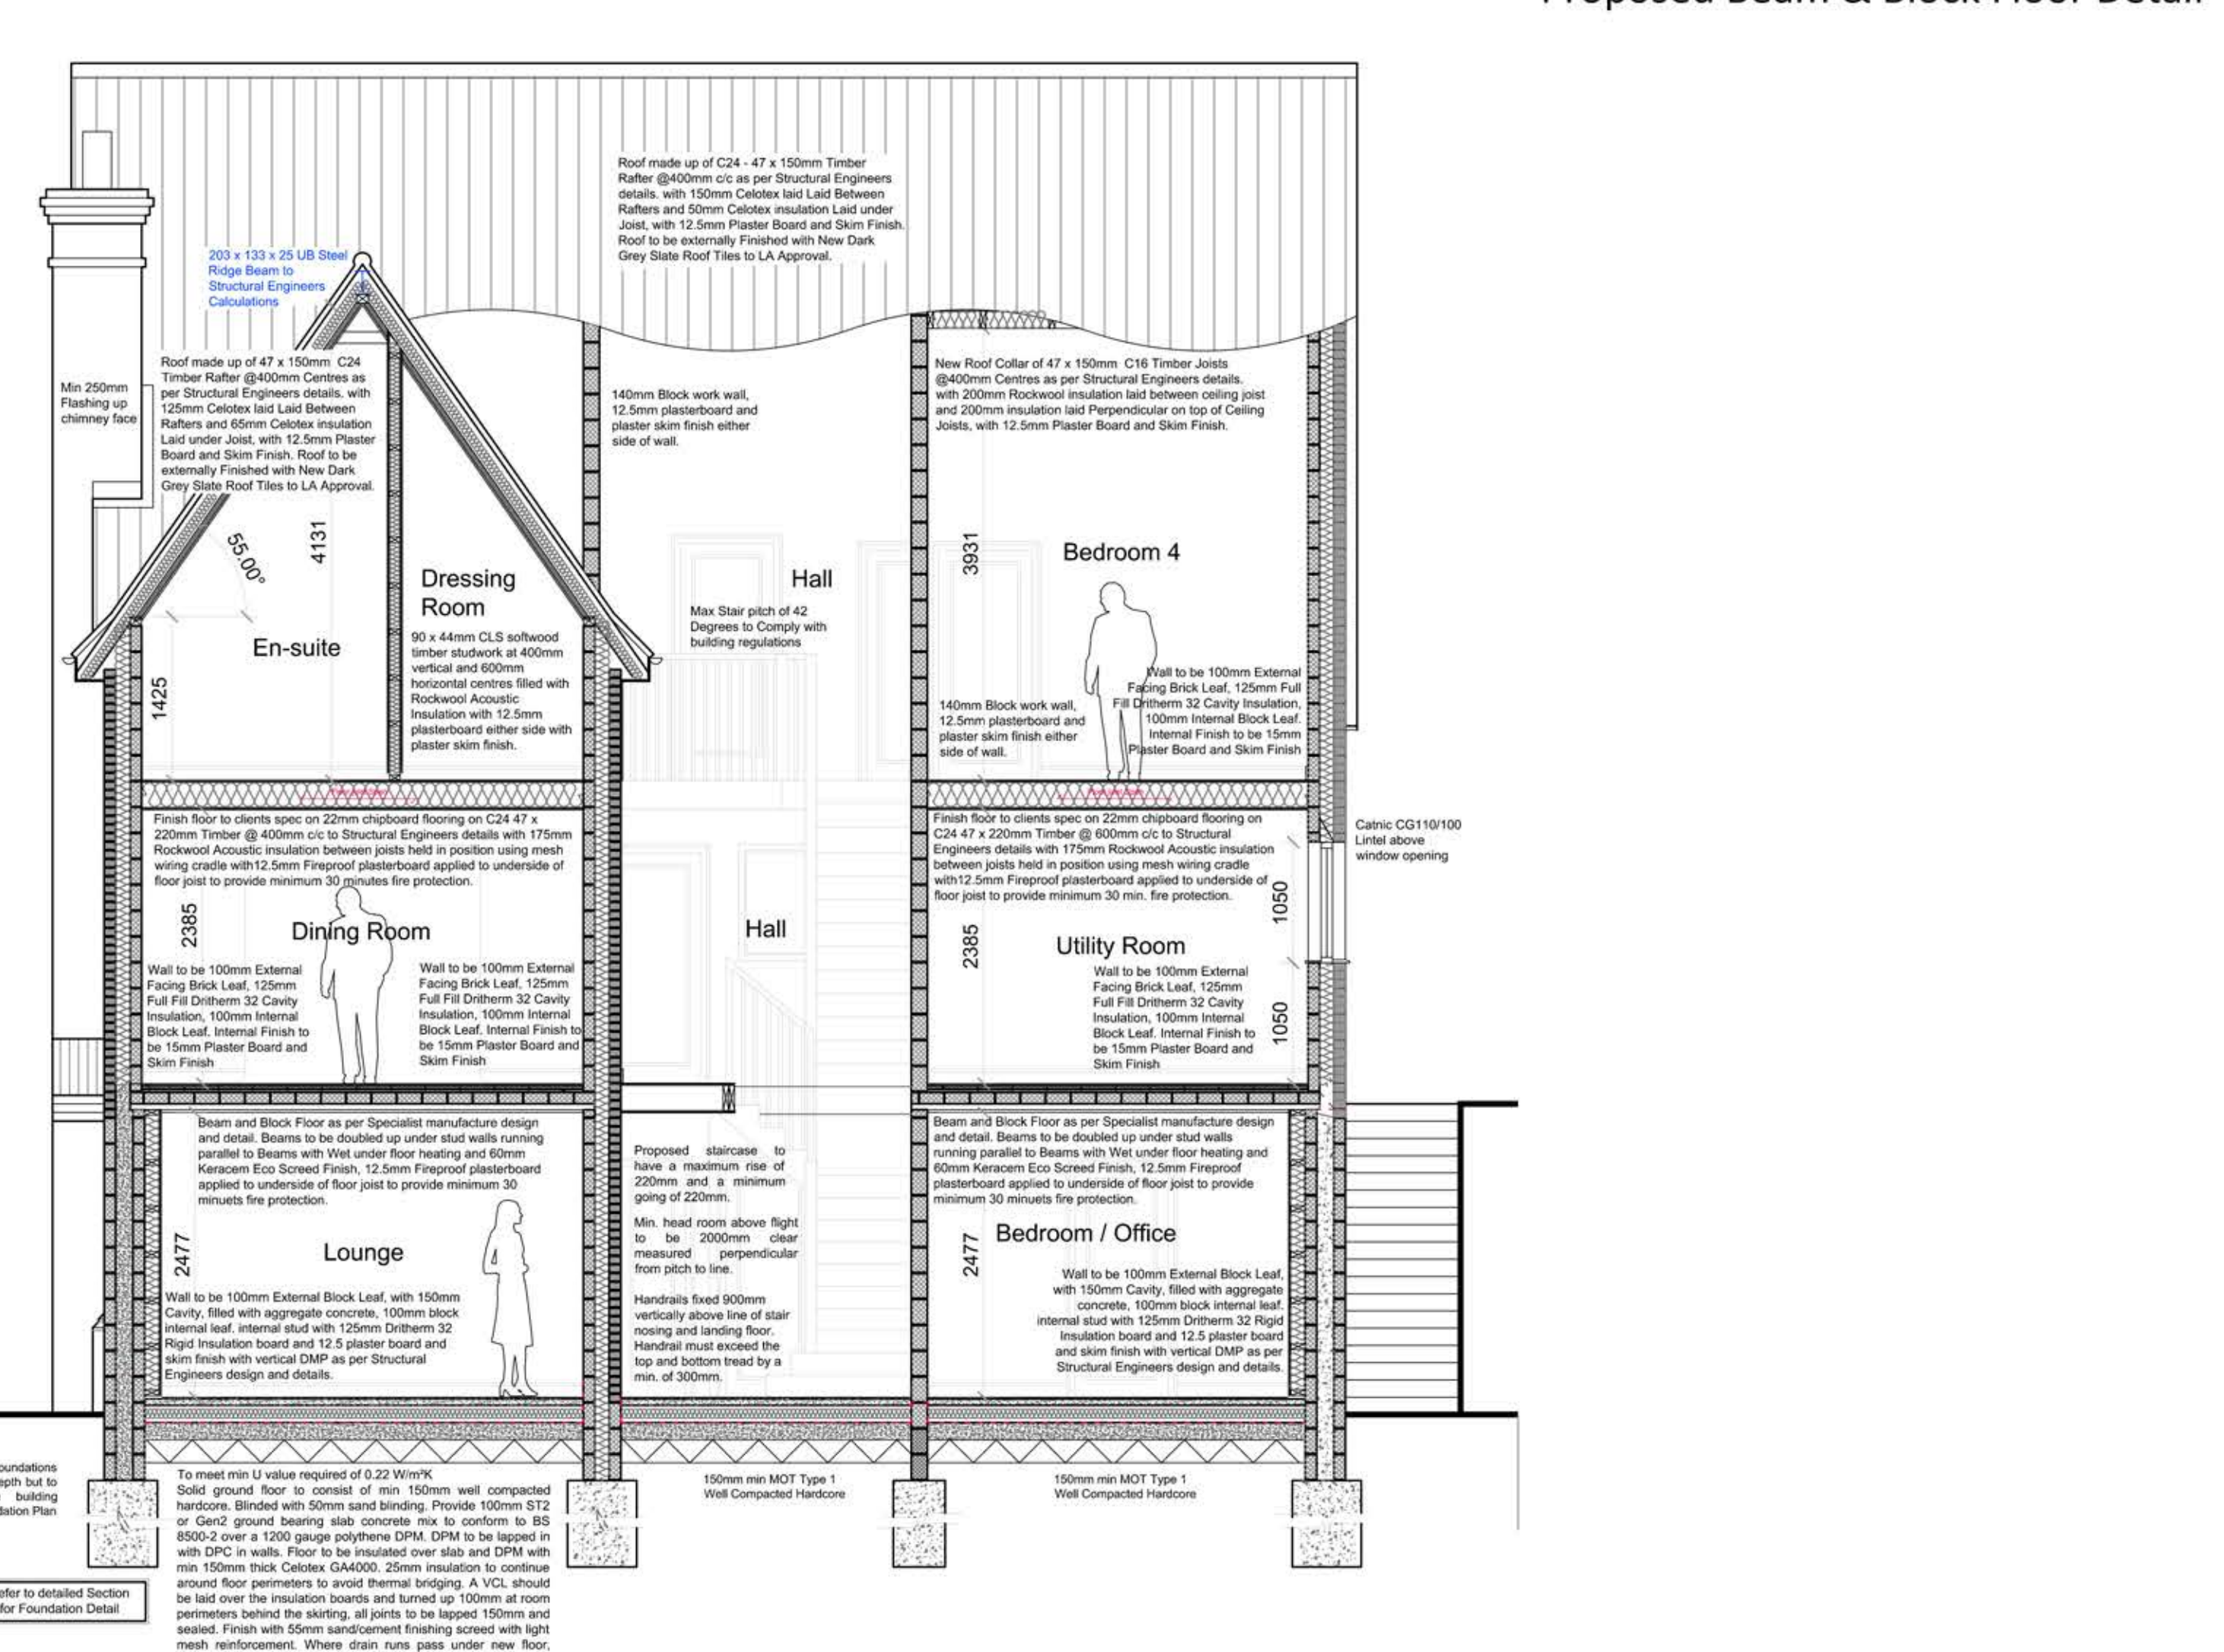 Proposed Beam & Block Floor Detail
Roof made up of C24 - 47 x 150mm Timber
Rafter @400mm c/c as per Structural Engineers
details. with 150mm Celotex laid Laid Between
Rafters and 50mm Celotex insulation Laid under
Joist, with 12.5mm Plaster Board and Skim Finish.
Roof to be externally Finished with New Dark
Grey Slate Roof Tiles to LA Approval.
203 x 133 x 25 UB Steel
Ridge Beam to
Structural Engineers
Calculations
Min 250mm
Flashing up
chimney face
Roof made up of 47 x 150mm C24
Timber Rafter @400mm Centres as
per Structural Engineers details. with
125mm Celotex laid Laid Between
Rafters and 65mm Celotex insulation
Laid under Joist, with 12.5mm Plaster
Board and Skim Finish. Roof to be
externally Finished with New Dark
Grey Slate Roof Tiles to LA Approval.
140mm Block work wall,
12.5mm plasterboard and
plaster skim finish either
side of wall.
New Roof Collar of 47 x 150mm C16 Timber Joists
@400mm Centres as per Structural Engineers details.
with 200mm Rockwool insulation laid between ceiling joist
and 200mm insulation laid Perpendicular on top of Ceiling
Joists, with 12.5mm Plaster Board and Skim Finish.
55.00°
4131
1425
En-suite
Dressing
Room
90 x 44mm CLS softwood
timber studwork at 400mm
vertical and 600mm
horizontal centres filled with
Rockwool Acoustic
Insulation with 12.5mm
plasterboard either side with
plaster skim finish.
Hall
Max Stair pitch of 42
Degrees to Comply with
building regulations
3931
Bedroom 4
140mm Block work wall,
12.5mm plasterboard and
plaster skim finish either
side of wall.
Wall to be 100mm External
Facing Brick Leaf, 125mm Full
Fill Dritherm 32 Cavity Insulation,
100mm Internal Block Leaf.
Internal Finish to be 15mm
Plaster Board and Skim Finish
Finish floor to clients spec on 22mm chipboard flooring on C24 47 x
220mm Timber @ 400mm c/c to Structural Engineers details with 175mm
Rockwool Acoustic insulation between joists held in position using mesh
wiring cradle with12.5mm Fireproof plasterboard applied to underside of
floor joist to provide minimum 30 minutes fire protection.
2385
Dining Room
Wall to be 100mm External
Facing Brick Leaf, 125mm
Full Fill Dritherm 32 Cavity
Insulation, 100mm Internal
Block Leaf. Internal Finish to
be 15mm Plaster Board and
Skim Finish
Wall to be 100mm External
Facing Brick Leaf, 125mm
Full Fill Dritherm 32 Cavity
Insulation, 100mm Internal
Block Leaf. Internal Finish to
be 15mm Plaster Board and
Skim Finish
Hall
Finish floor to clients spec on 22mm chipboard flooring on
C24 47 x 220mm Timber @ 600mm c/c to Structural
Engineers details with 175mm Rockwool Acoustic insulation
between joists held in position using mesh wiring cradle
with12.5mm Fireproof plasterboard applied to underside of
floor joist to provide minimum 30 min. fire protection.
2385
Utility Room
Wall to be 100mm External
Facing Brick Leaf, 125mm
Full Fill Dritherm 32 Cavity
Insulation, 100mm Internal
Block Leaf. Internal Finish to
be 15mm Plaster Board and
Skim Finish
1050
1050
Catnic CG110/100
Lintel above
window opening
Beam and Block Floor as per Specialist manufacture design
and detail. Beams to be doubled up under stud walls running
parallel to Beams with Wet under floor heating and 60mm
Keracem Eco Screed Finish, 12.5mm Fireproof plasterboard
applied to underside of floor joist to provide minimum 30
minuets fire protection.
2477
Lounge
Wall to be 100mm External Block Leaf, with 150mm
Cavity, filled with aggregate concrete, 100mm block
internal leaf. internal stud with 125mm Dritherm 32
Rigid Insulation board and 12.5 plaster board and
skim finish with vertical DMP as per Structural
Engineers design and details.
Proposed staircase to
have a maximum rise of
220mm and a minimum
going of 220mm.
Min. head room above flight
to be 2000mm clear
measured perpendicular
from pitch to line.
Handrails fixed 900mm
vertically above line of stair
nosing and landing floor.
Handrail must exceed the
top and bottom tread by a
min. of 300mm.
Beam and Block Floor as per Specialist manufacture design
and detail. Beams to be doubled up under stud walls
running parallel to Beams with Wet under floor heating and
60mm Keracem Eco Screed Finish, 12.5mm Fireproof
plasterboard applied to underside of floor joist to provide
minimum 30 minuets fire protection.
2477
Bedroom / Office
Wall to be 100mm External Block Leaf,
with 150mm Cavity, filled with aggregate
concrete, 100mm block internal leaf.
internal stud with 125mm Dritherm 32 Rigid
Insulation board and 12.5 plaster board
and skim finish with vertical DMP as per
Structural Engineers design and details.
150mm min MOT Type 1
Well Compacted Hardcore
150mm min MOT Type 1
Well Compacted Hardcore
oundations
epth but to
building
dation Plan
efer to detailed Section
for Foundation Detail
To meet min U value required of 0.22 W/m²K
Solid ground floor to consist of min 150mm well compacted
hardcore. Blinded with 50mm sand blinding. Provide 100mm ST2
or Gen2 ground bearing slab concrete mix to conform to BS
8500-2 over a 1200 gauge polythene DPM. DPM to be lapped in
with DPC in walls. Floor to be insulated over slab and DPM with
min 150mm thick Celotex GA4000. 25mm insulation to continue
around floor perimeters to avoid thermal bridging. A VCL should
be laid over the insulation boards and turned up 100mm at room
perimeters behind the skirting, all joints to be lapped 150mm and
sealed. Finish with 55mm sand/cement finishing screed with light
mesh reinforcement. Where drain runs pass under new floor,